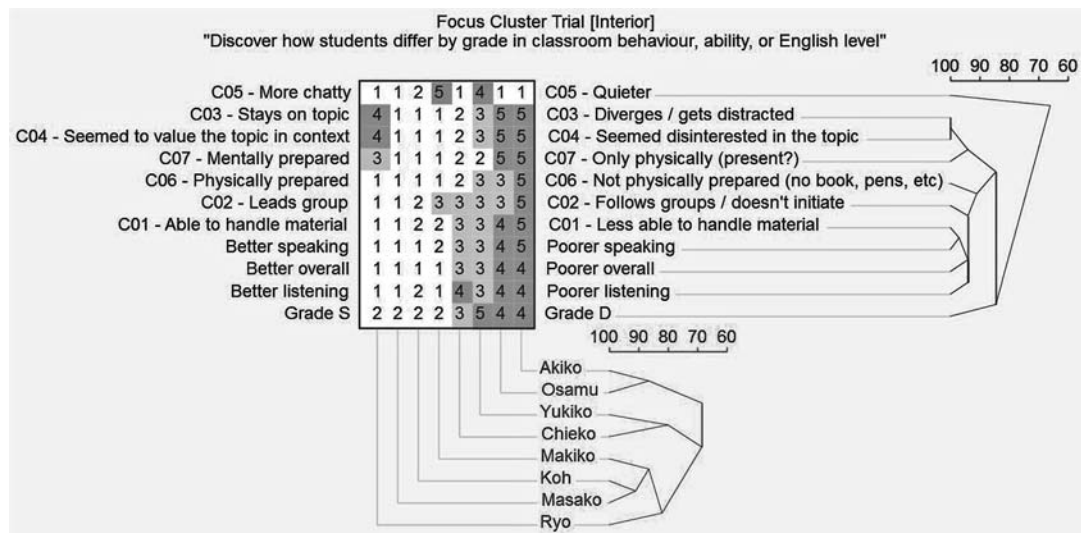 Focus Cluster Trial [Interior]
"Discover how students differ by grade in classroom behaviour, ability, or English level"
100 90 80 70 60
C05 - More chatty 1 1 2 5 1 4 1 1 C05 - Quieter
C03 - Stays on topic 4 1 1 1 2 3 5 5 C03 - Diverges / gets distracted
C04 - Seemed to value the topic in context 4 1 1 1 2 3 5 5 C04 - Seemed disinterested in the topic
C07 - Mentally prepared 3 1 1 1 2 2 5 5 C07 - Only physically (present?)
C06 - Physically prepared 1 1 1 1 2 3 3 5 C06 - Not physically prepared (no book, pens, etc)
C02 - Leads group 1 1 2 3 3 3 3 5 C02 - Follows groups / doesn't initiate
C01 - Able to handle material 1 1 2 2 3 3 4 5 C01 - Less able to handle material
Better speaking 1 1 1 2 3 3 4 5 Poorer speaking
Better overall 1 1 1 1 3 3 4 4 Poorer overall
Better listening 1 1 2 1 4 3 4 4 Poorer listening
Grade S 2 2 2 2 3 5 4 4 Grade D
100 90 80 70 60
Akiko
Osamu
Yukiko
Chieko
Makiko
Koh
Masako
Ryo